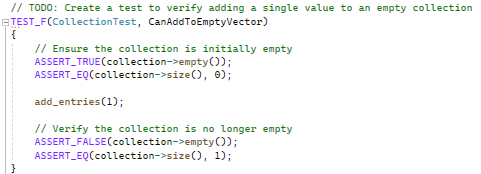 // TODO: Create a test to verify adding a single value to an empty collection
TEST_F(CollectionTest, CanAddToEmptyVector)
{
// Ensure the collection is initially empty
ASSERT_TRUE(collection->empty());
ASSERT_EQ(collection->size(), 0);
add_entries(1);
// Verify the collection is no longer empty
ASSERT_FALSE(collection->empty());
ASSERT_EQ(collection->size(), 1);
}